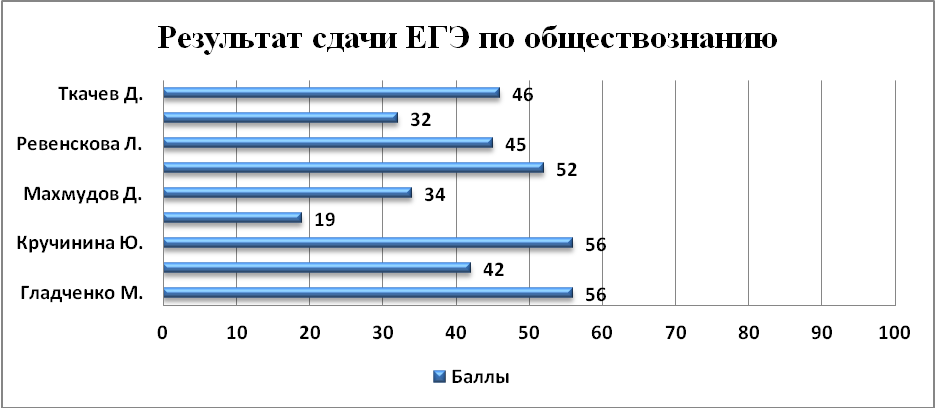 Результат сдачи ЕГЭ по обществознанию
Ткачев Д. 46
32
Ревенскова Л. 45
52
Махмудов Д. 34
19
Кручинина Ю. 56
42
Гладченко М. 56
0 10 20 30 40 50 60 70 80 90 100
Баллы